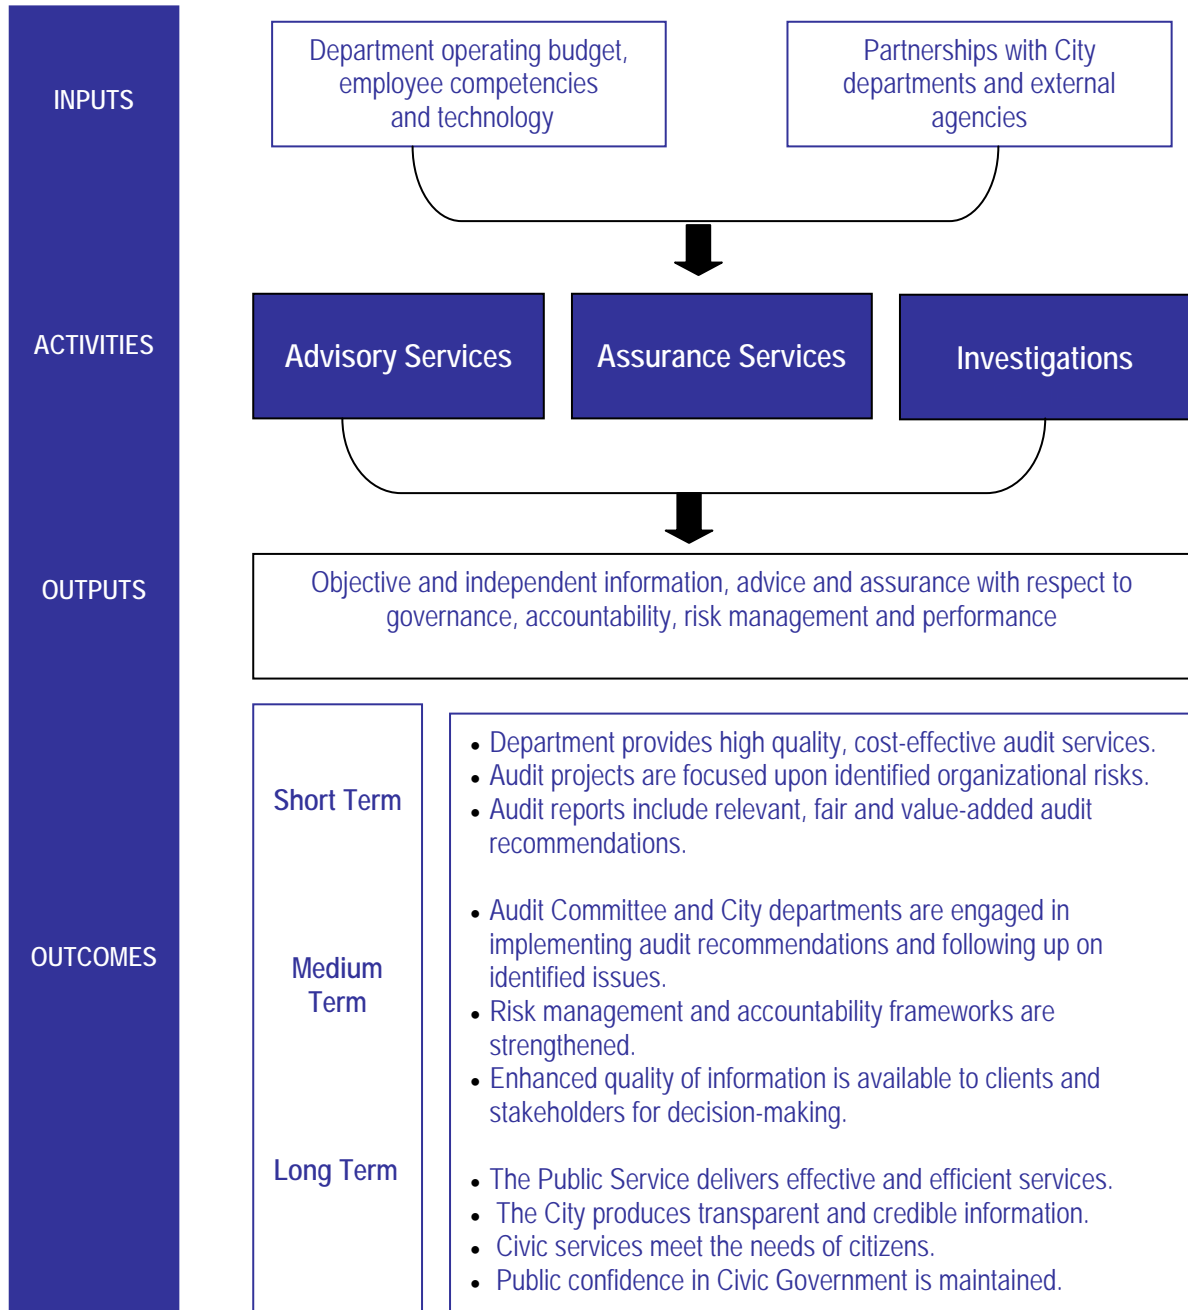 INPUTS
Department operating budget,
employee competencies
and technology
Partnerships with City
departments and external
agencies
ACTIVITIES
Advisory Services
Assurance Services
Investigations
OUTPUTS
Objective and independent information, advice and assurance with respect to
governance, accountability, risk management and performance
OUTCOMES
Short Term
• Department provides high quality, cost-effective audit services.
• Audit projects are focused upon identified organizational risks.
• Audit reports include relevant, fair and value-added audit
recommendations.
Medium
Term
• Audit Committee and City departments are engaged in
implementing audit recommendations and following up on
identified issues.
• Risk management and accountability frameworks are
strengthened.
• Enhanced quality of information is available to clients and
stakeholders for decision-making.
Long Term
• The Public Service delivers effective and efficient services.
• The City produces transparent and credible information.
• Civic services meet the needs of citizens.
• Public confidence in Civic Government is maintained.